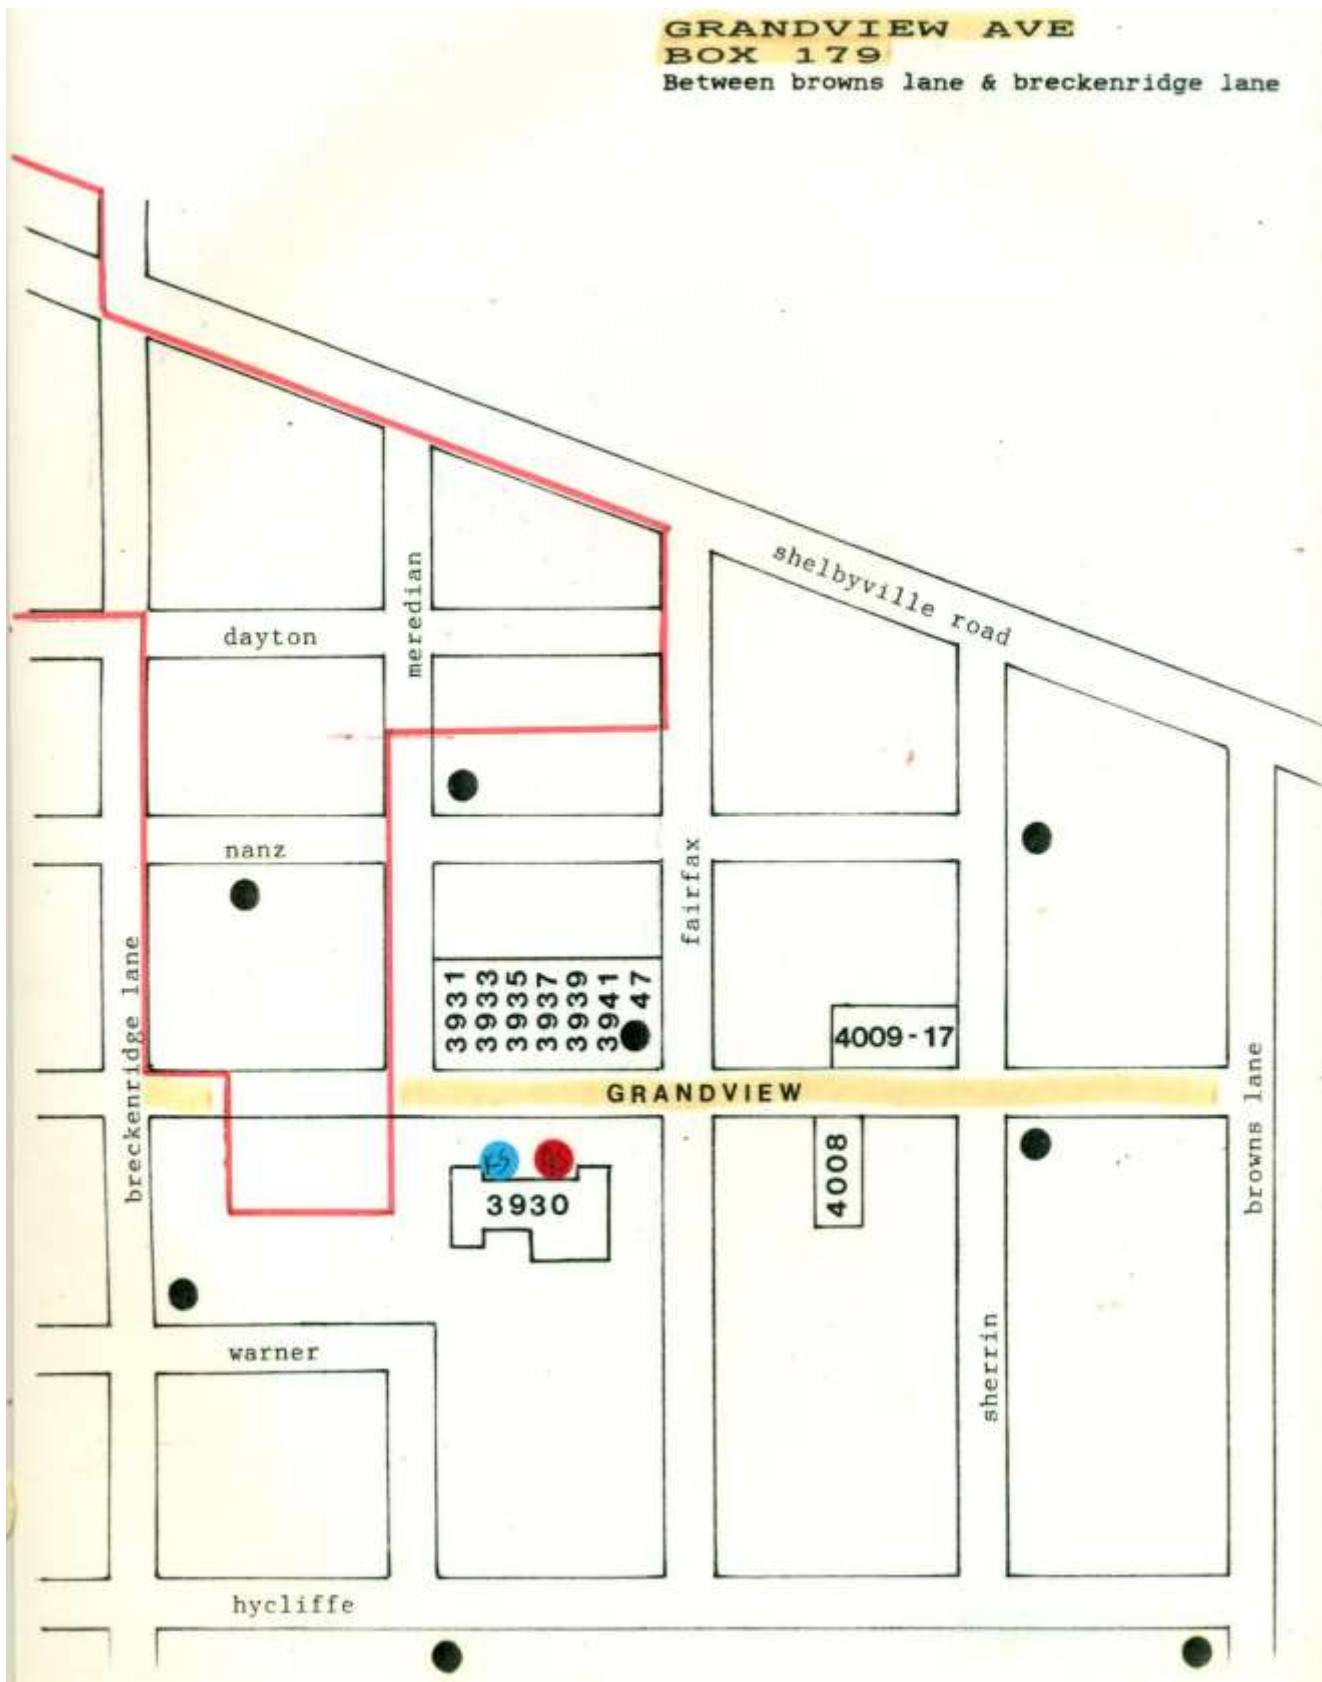 GRANDVIEW AVE
BOX 179
Between browns lane & breckenridge lane
shelbyville road
meredian
dayton
nanz
fairfax
breckenridge lane
3931
3933
3935
3937
3939
3941
47
4009-17
GRANDVIEW
browns lane
3930
4008
warner
sherrin
hycliffe